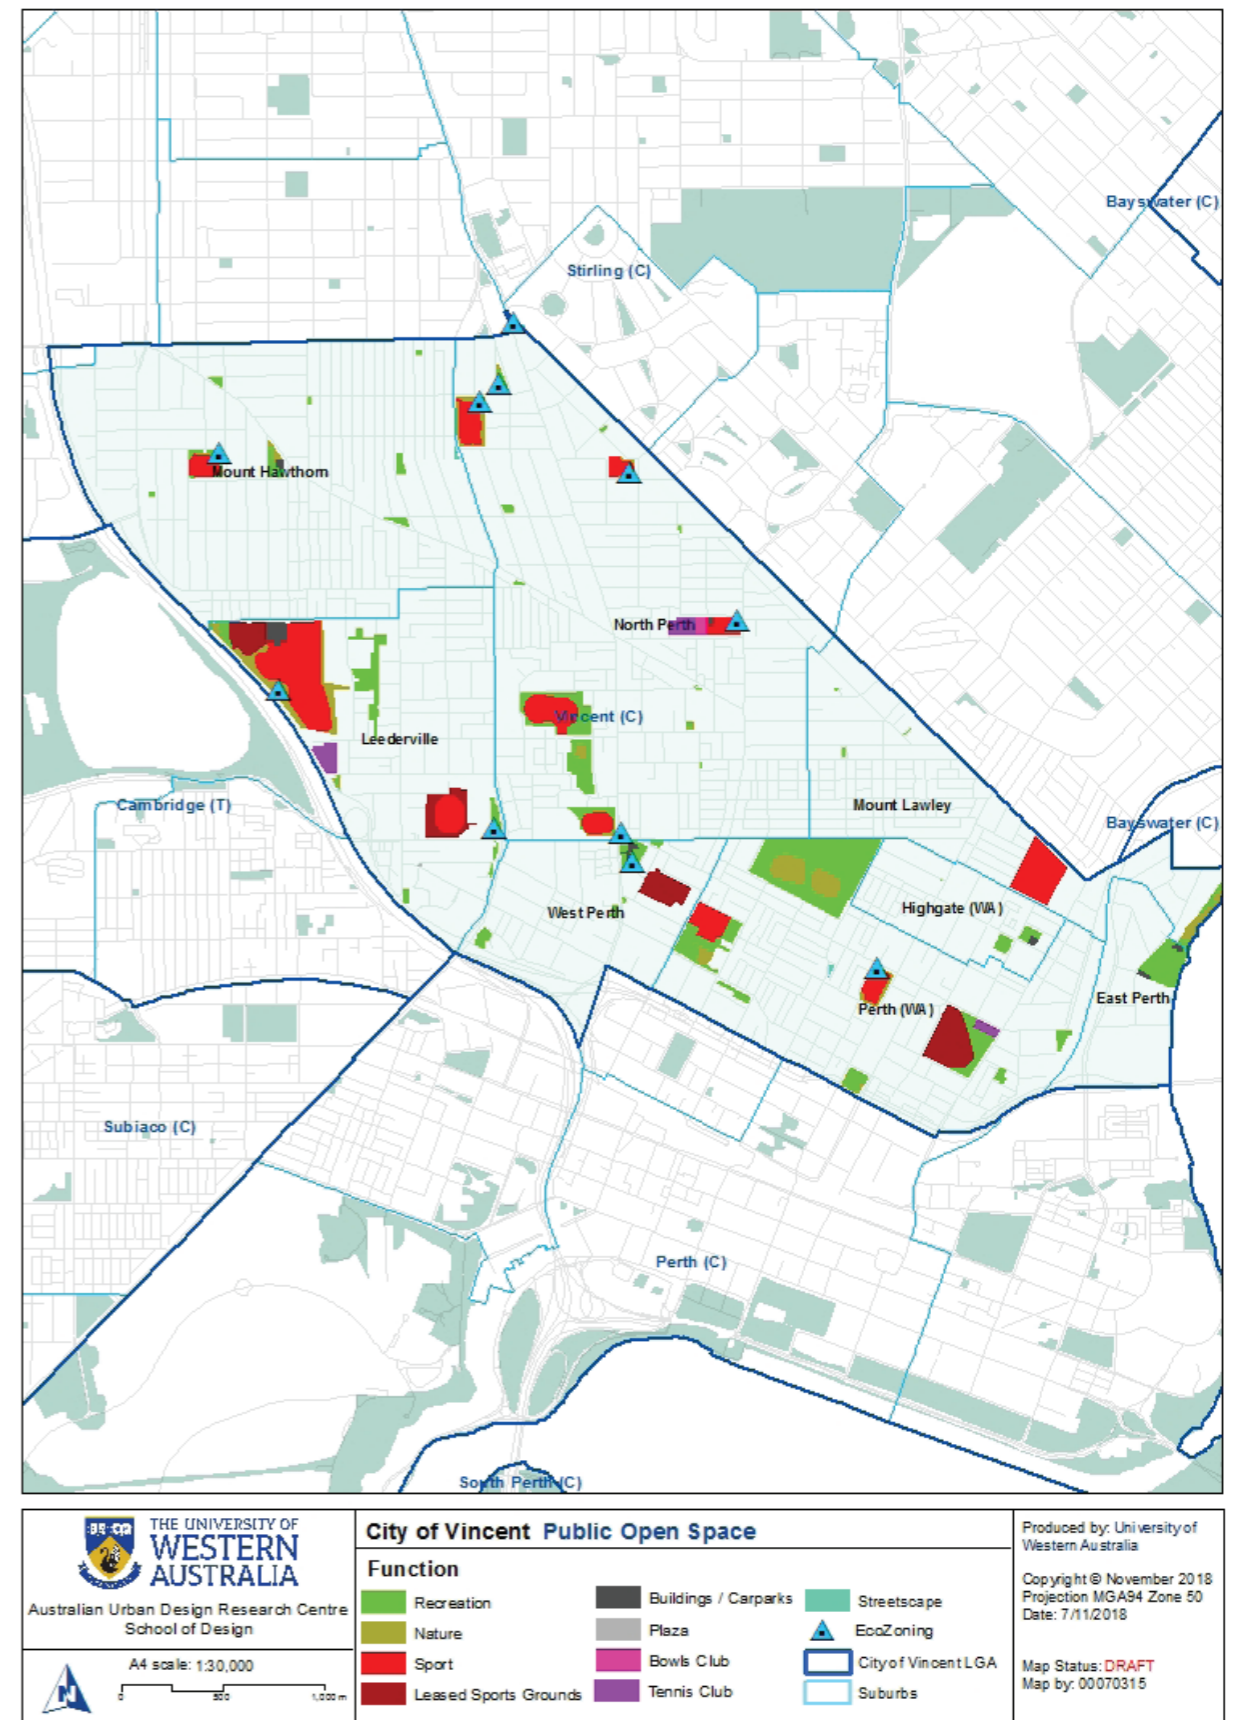 Bayswater (C)
Stirling (C)
Mount Hawthorn
North Perth
Vincent (C)
Leederville
Cambridge (T)
Mount Lawley
Bayswater (C)
West Perth
Highgate (WA)
East Perth
Perth (WA)
Subiaco (C)
Perth (C)
South Perth (C)
THE UNIVERSITY OF
WESTERN
AUSTRALIA
Australian Urban Design Research Centre
School of Design
A4 scale: 1:30,000
N
0 500 1,000 m
City of Vincent Public Open Space
Function
Recreation
Nature
Sport
Leased Sports Grounds
Buildings / Carparks
Plaza
Bowls Club
Tennis Club
Streetscape
EcoZoning
City of Vincent LGA
Suburbs
Produced by: University of
Western Australia
Copyright © November 2018
Projection MGA94 Zone 50
Date: 7/11/2018
Map Status: DRAFT
Map by: 00070315